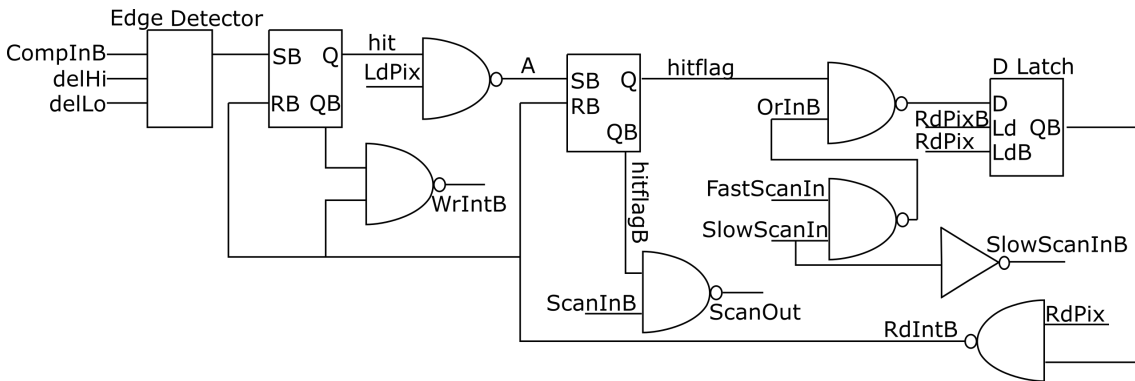 Edge Detector
CompInB
delHi
delLo
SB Q
RB QB
hit
LdPix
A
WrIntB
SB Q
RB
QB
hitflag
hitflagB
OrInB
D Latch
D
RdPixB
Ld QB
RdPix
LdB
FastScanIn
SlowScanIn
SlowScanInB
ScanInB
ScanOut
RdIntB
RdPix